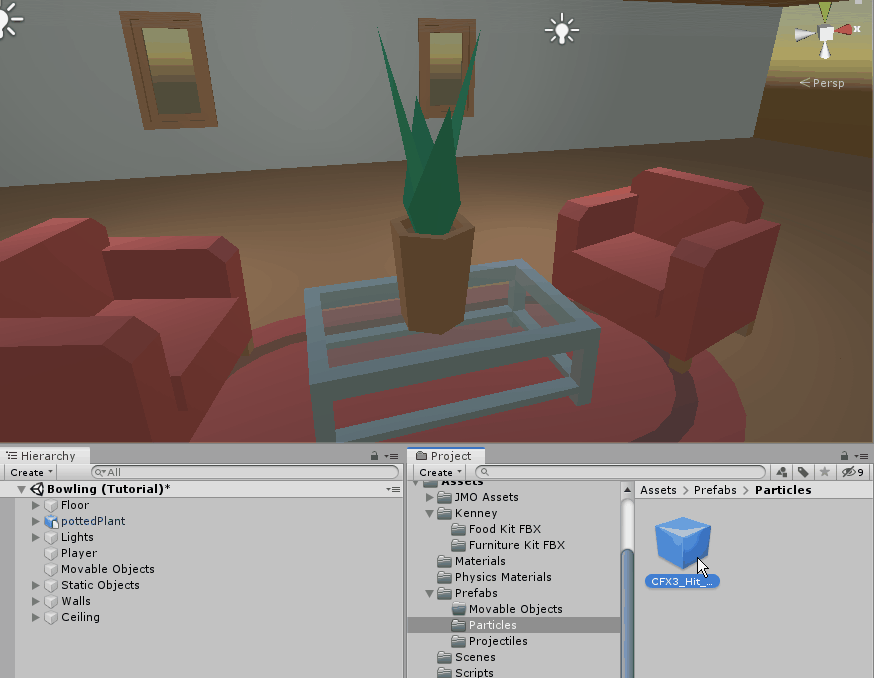 x
Persp
Hierarchy
Create
All
Bowling (Tutorial)*
Floor
pottedPlant
Lights
Player
Movable Objects
Static Objects
Walls
Ceiling
Project
Create
9
Assets
JMO Assets
Kenney
Food Kit FBX
Furniture Kit FBX
Materials
Physics Materials
Prefabs
Movable Objects
Particles
Projectiles
Scenes
Scripts
Assets > Prefabs > Particles
CFX3_Hit_...